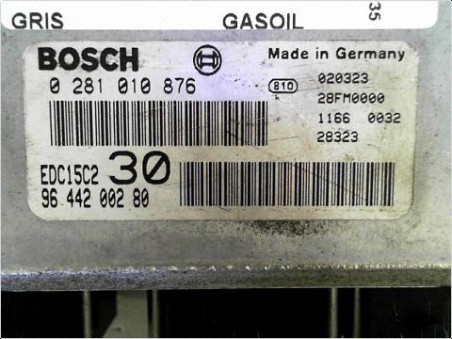 GRIS GASOIL 35
BOSCH Made in Germany
0 281 010 876 810 020323
28FM0000
1166 0032
28323
EDC15C2 30
96 442 002 80